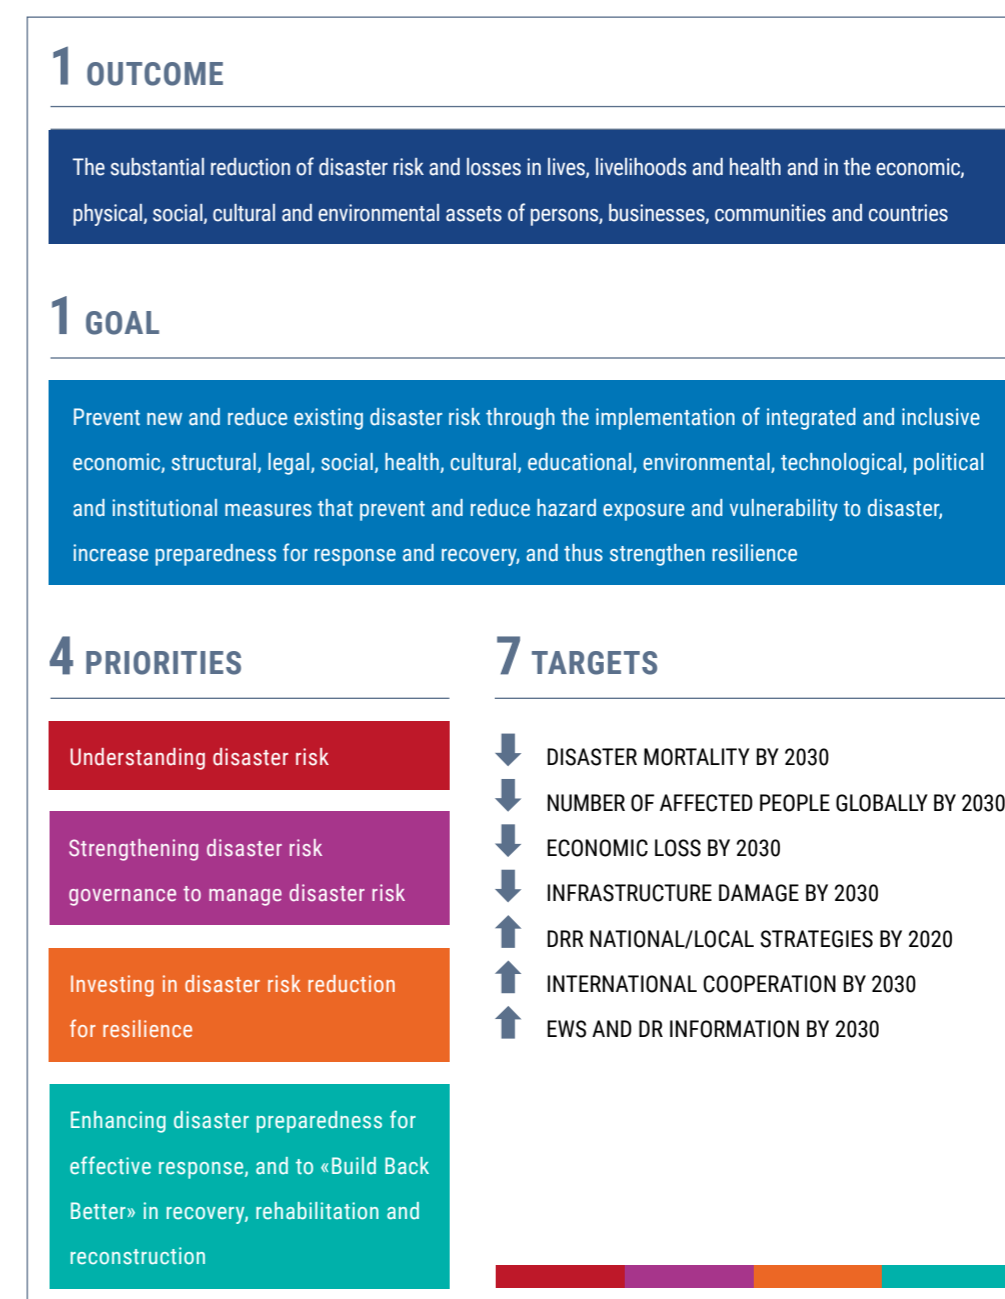 1 OUTCOME
The substantial reduction of disaster risk and losses in lives, livelihoods and health and in the economic,
physical, social, cultural and environmental assets of persons, businesses, communities and countries
1 GOAL
Prevent new and reduce existing disaster risk through the implementation of integrated and inclusive
economic, structural, legal, social, health, cultural, educational, environmental, technological, political
and institutional measures that prevent and reduce hazard exposure and vulnerability to disaster,
increase preparedness for response and recovery, and thus strengthen resilience
4 PRIORITIES
Understanding disaster risk
Strengthening disaster risk
governance to manage disaster risk
Investing in disaster risk reduction
for resilience
Enhancing disaster preparedness for
effective response, and to «Build Back
Better» in recovery, rehabilitation and
reconstruction
7 TARGETS
DISASTER MORTALITY BY 2030
NUMBER OF AFFECTED PEOPLE GLOBALLY BY 2030
ECONOMIC LOSS BY 2030
INFRASTRUCTURE DAMAGE BY 2030
DRR NATIONAL/LOCAL STRATEGIES BY 2020
INTERNATIONAL COOPERATION BY 2030
EWS AND DR INFORMATION BY 2030